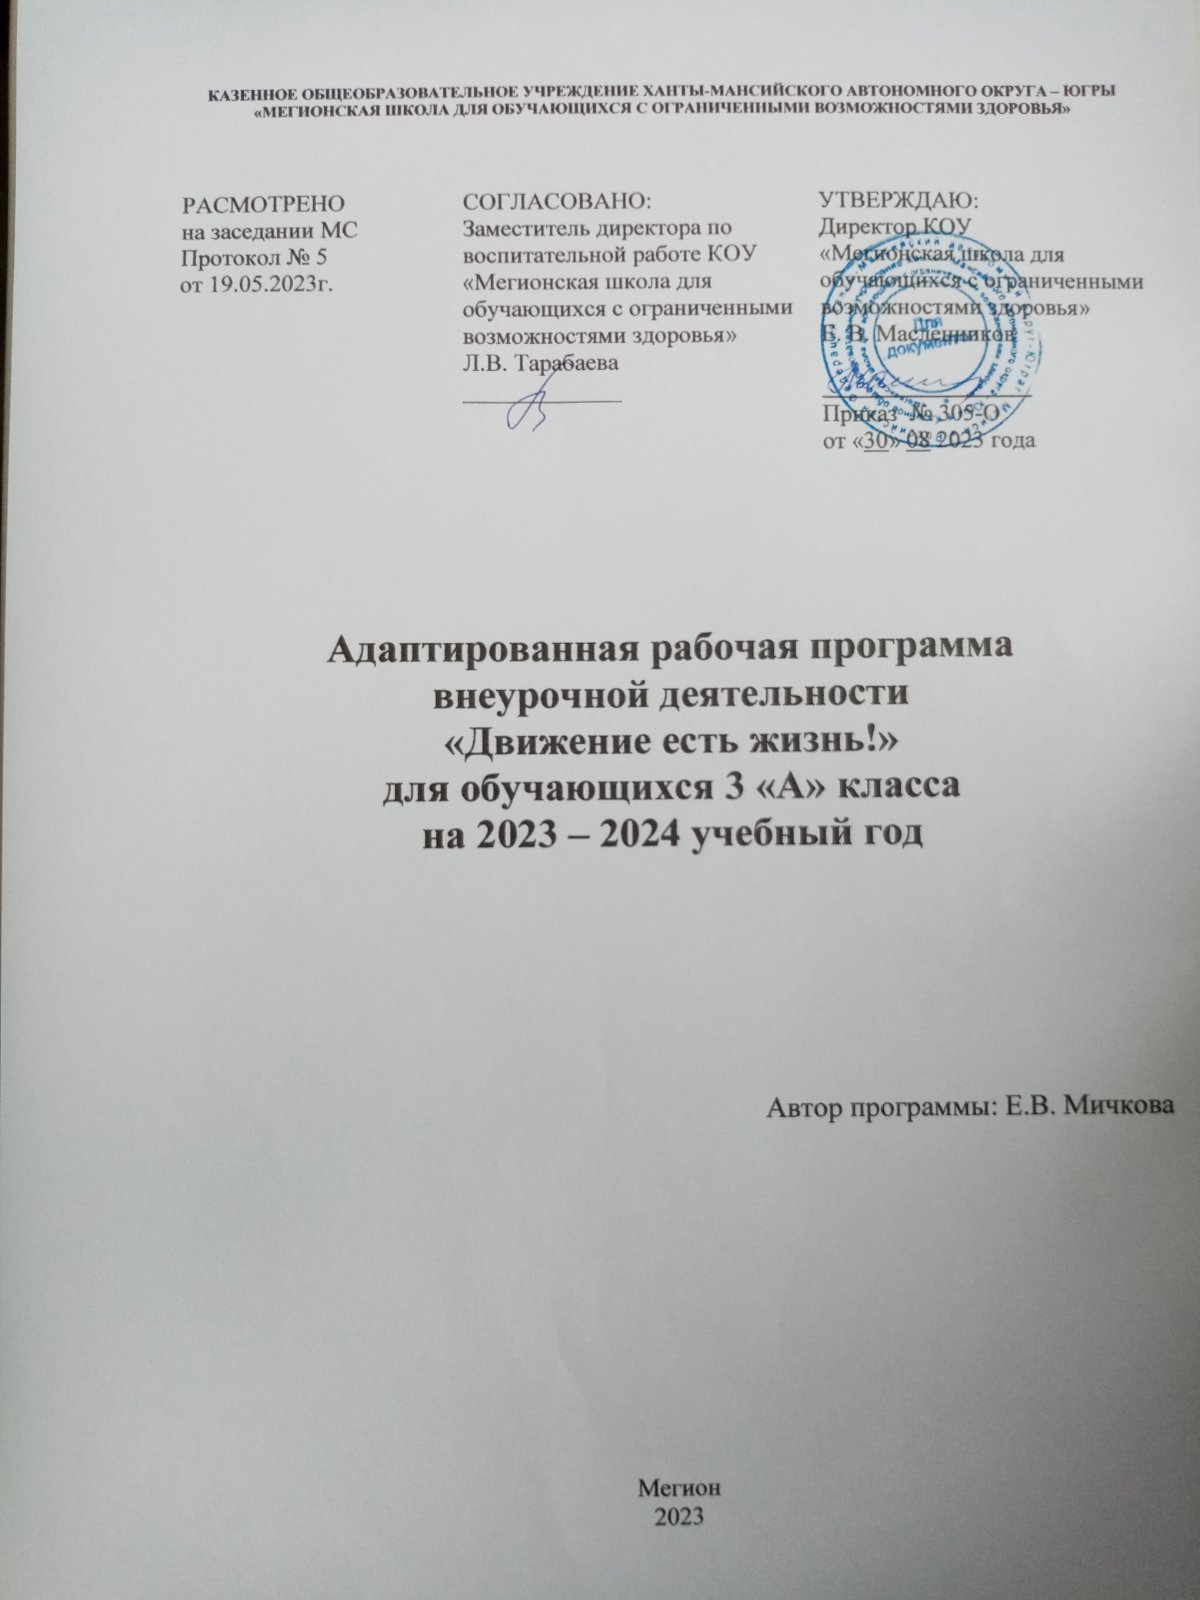 КАЗЕННОЕ ОБЩЕОБРАЗОВАТЕЛЬНОЕ УЧРЕЖДЕНИЕ ХАНТЫ-МАНСИЙСКОГО АВТОНОМНОГО ОКРУГА – ЮГРЫ
«МЕГИОНСКАЯ ШКОЛА ДЛЯ ОБУЧАЮЩИХСЯ С ОГРАНИЧЕННЫМИ ВОЗМОЖНОСТЯМИ ЗДОРОВЬЯ»
РАСМОТРЕНО
на заседании МС
Протокол № 5
от 19.05.2023г.
СОГЛАСОВАНО:
Заместитель директора по
воспитательной работе КОУ
«Мегионская школа для
обучающихся с ограниченными
возможностями здоровья»
Л.В. Тарабаева
УТВЕРЖДАЮ:
Директор КОУ
«Мегионская школа для
обучающихся с ограниченными
возможностями здоровья»
Е. В. Масленников
Для
документов
Приказ № 305-О
от «30» 08 2023 года
Адаптированная рабочая программа
внеурочной деятельности
«Движение есть жизнь!»
для обучающихся 3 «А» класса
на 2023 – 2024 учебный год
Автор программы: Е.В. Мичкова
Мегион
2023